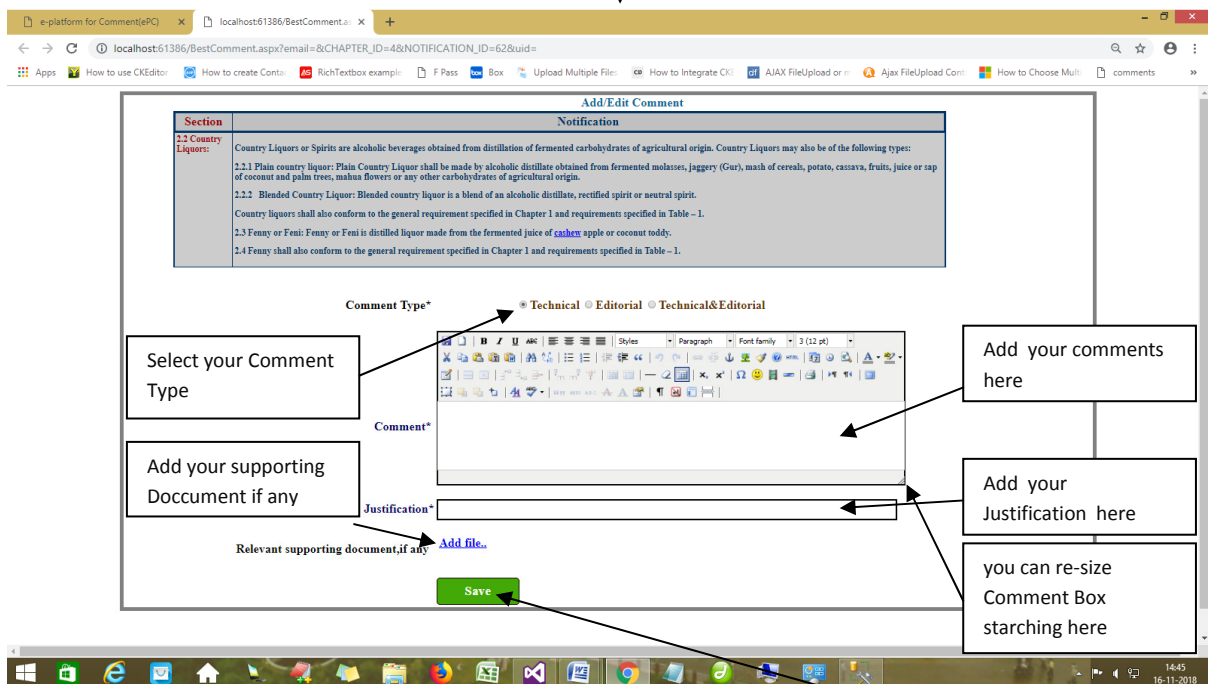 e-platform for Comment(ePC)
localhost:61386/BestComment.a
localhost:61386/BestComment.aspx?email=&CHAPTER_ID=4&NOTIFICATION_ID=62&uid=
Apps How to use CKEditor How to create Contac RichTextbox example F Pass Box Upload Multiple Files How to Integrate CKE AJAX FileUpload or m Ajax FileUpload Cont How to Choose Multi comments »
Add/Edit Comment
Section Notification
2.2 Country
Liquors:
Country Liquors or Spirits are alcoholic beverages obtained from distillation of fermented carbohydrates of agricultural origin. Country Liquors may also be of the following types:
2.2.1 Plain country liquor: Plain Country Liquor shall be made by alcoholic distillate obtained from fermented molasses, jaggery (Gur), mash of cereals, potato, cassava, fruits, juice or sap
of coconut and palm trees, mahua flowers or any other carbohydrates of agricultural origin.
2.2.2 Blended Country Liquor: Blended country liquor is a blend of an alcoholic distillate, rectified spirit or neutral spirit.
Country liquors shall also conform to the general requirement specified in Chapter 1 and requirements specified in Table – 1.
2.3 Fenny or Feni: Fenny or Feni is distilled liquor made from the fermented juice of cashew apple or coconut toddy.
2.4 Fenny shall also conform to the general requirement specified in Chapter 1 and requirements specified in Table – 1.
Comment Type* Technical Editorial Technical&Editorial
Select your Comment
Type
Styles Paragraph Font family 3 (12 pt)
Add your comments
here
Comment*
Add your supporting
Doccument if any
Add your
Justification here
Justification*
Relevant supporting document,if any Add file..
you can re-size
Comment Box
starching here
Save
14:45
16-11-2018